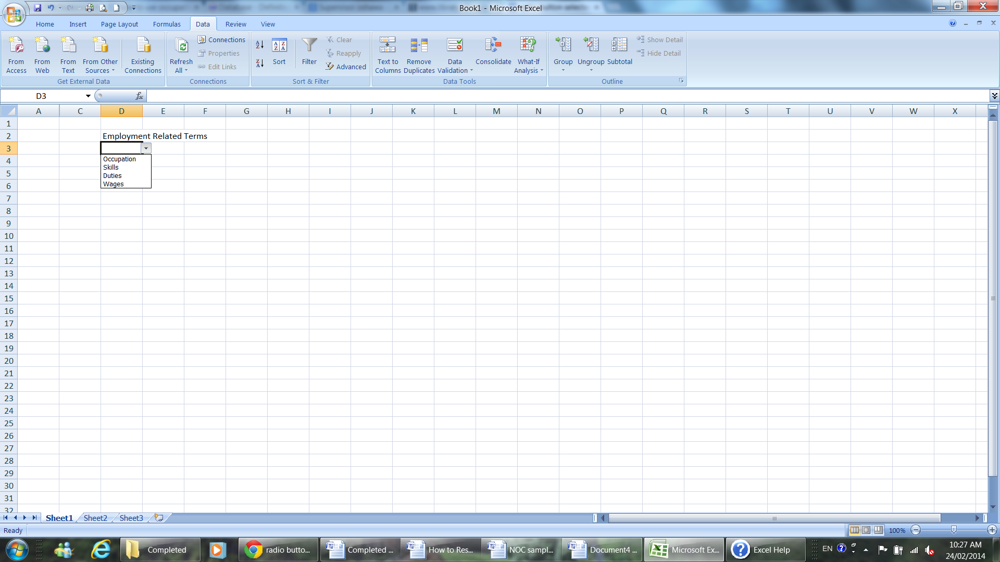 Book1 - Microsoft Excel
Home Insert Page Layout Formulas Data Review View
From Access
From Web
From Text
From Other Sources
Existing Connections
Get External Data
Refresh All
Connections
Properties
Edit Links
Connections
Sort
Filter
Clear
Reapply
Advanced
Sort & Filter
Text to Columns
Remove Duplicates
Data Validation
Consolidate
What-If Analysis
Data Tools
Group
Ungroup
Subtotal
Show Detail
Hide Detail
Outline
D3
A C D E F G H I J K L M N O P Q R S T U V W X
1
2 Employment Related Terms
3
4 Occupation
Skills
5 Duties
6 Wages
7
8
9
10
11
12
13
14
15
16
17
18
19
20
21
22
23
24
25
26
27
28
29
30
31
32
Sheet1 Sheet2 Sheet3
Ready 100%
Completed radio butto... Completed ... How to Res... NOC sampl... Document4 ... Microsoft Ex... Excel Help EN 10:27 AM
24/02/2014